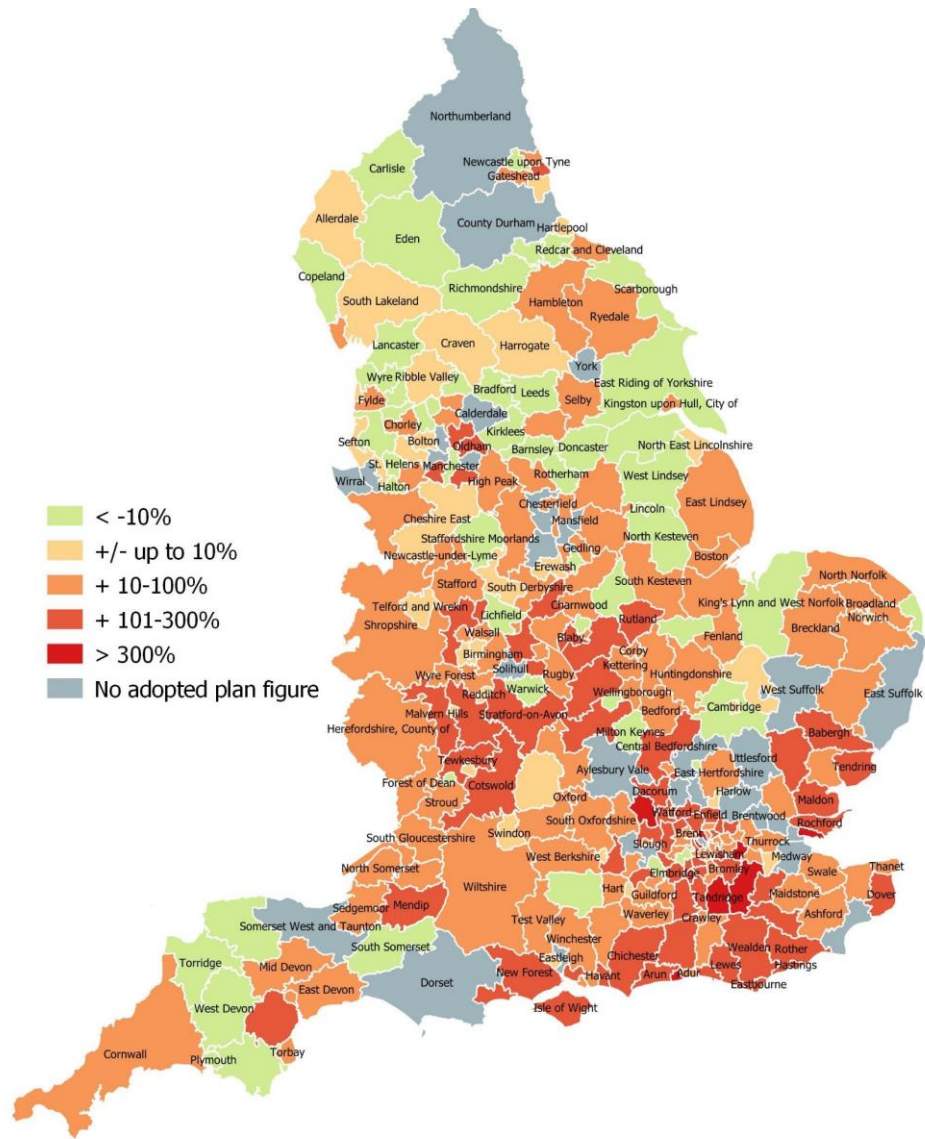 Northumberland
Newcastle upon Tyne
Carlisle
Gateshead
Allerdale
County Durham
Hartlepool
Eden
Redcar and Cleveland
Copeland
Richmondshire
Scarborough
South Lakeland
Hambleton
Ryedale
Lancaster
Craven
Harrogate
York
Wyre
Ribble Valley
Bradford
Leeds
East Riding of Yorkshire
Fylde
Calderdale
Selby
Kingston upon Hull, City of
Chorley
Kirklees
Sefton
Bolton
Oldham
Barnsley
Doncaster
North East Lincolnshire
St. Helens
Manchester
Wirral
Halton
High Peak
Rotherham
West Lindsey
Cheshire East
Chesterfield
Lincoln
East Lindsey
< -10%
+/- up to 10%
+ 10-100%
+ 101-300%
> 300%
No adopted plan figure
Staffordshire Moorlands
Mansfield
North Kesteven
Newcastle-under-Lyme
Gedling
Boston
Erewash
Stafford
South Derbyshire
South Kesteven
North Norfolk
Telford and Wrekin
Charnwood
King's Lynn and West Norfolk
Broadland
Shropshire
Lichfield
Rutland
Norwich
Walsall
Blaby
Fenland
Breckland
Birmingham
Corby
Wyre Forest
Solihull
Rugby
Kettering
Huntingdonshire
Redditch
Warwick
Wellingborough
West Suffolk
East Suffolk
Malvern Hills
Stratford-on-Avon
Bedford
Cambridge
Herefordshire, County of
Milton Keynes
Babergh
Tewkesbury
Central Bedfordshire
Uttlesford
Forest of Dean
Cotswold
Aylesbury Vale
East Hertfordshire
Tendring
Stroud
Oxford
Dacorum
Harlow
Maldon
South Oxfordshire
Watford
Enfield
Brentwood
Swindon
Slough
Brent
Rochford
South Gloucestershire
Thurrock
North Somerset
West Berkshire
Lewisham
Medway
Wiltshire
Elmbridge
Bromley
Swale
Thanet
Sedgemoor
Mendip
Hart
Guildford
Tandridge
Maidstone
Dover
Somerset West and Taunton
Test Valley
Waverley
Crawley
Ashford
South Somerset
Winchester
Torridge
Mid Devon
Eastleigh
Chichester
Wealden
Rother
Dorset
New Forest
Havant
Arun
Adur
Lewes
Hastings
West Devon
East Devon
Eastbourne
Isle of Wight
Cornwall
Plymouth
Torbay